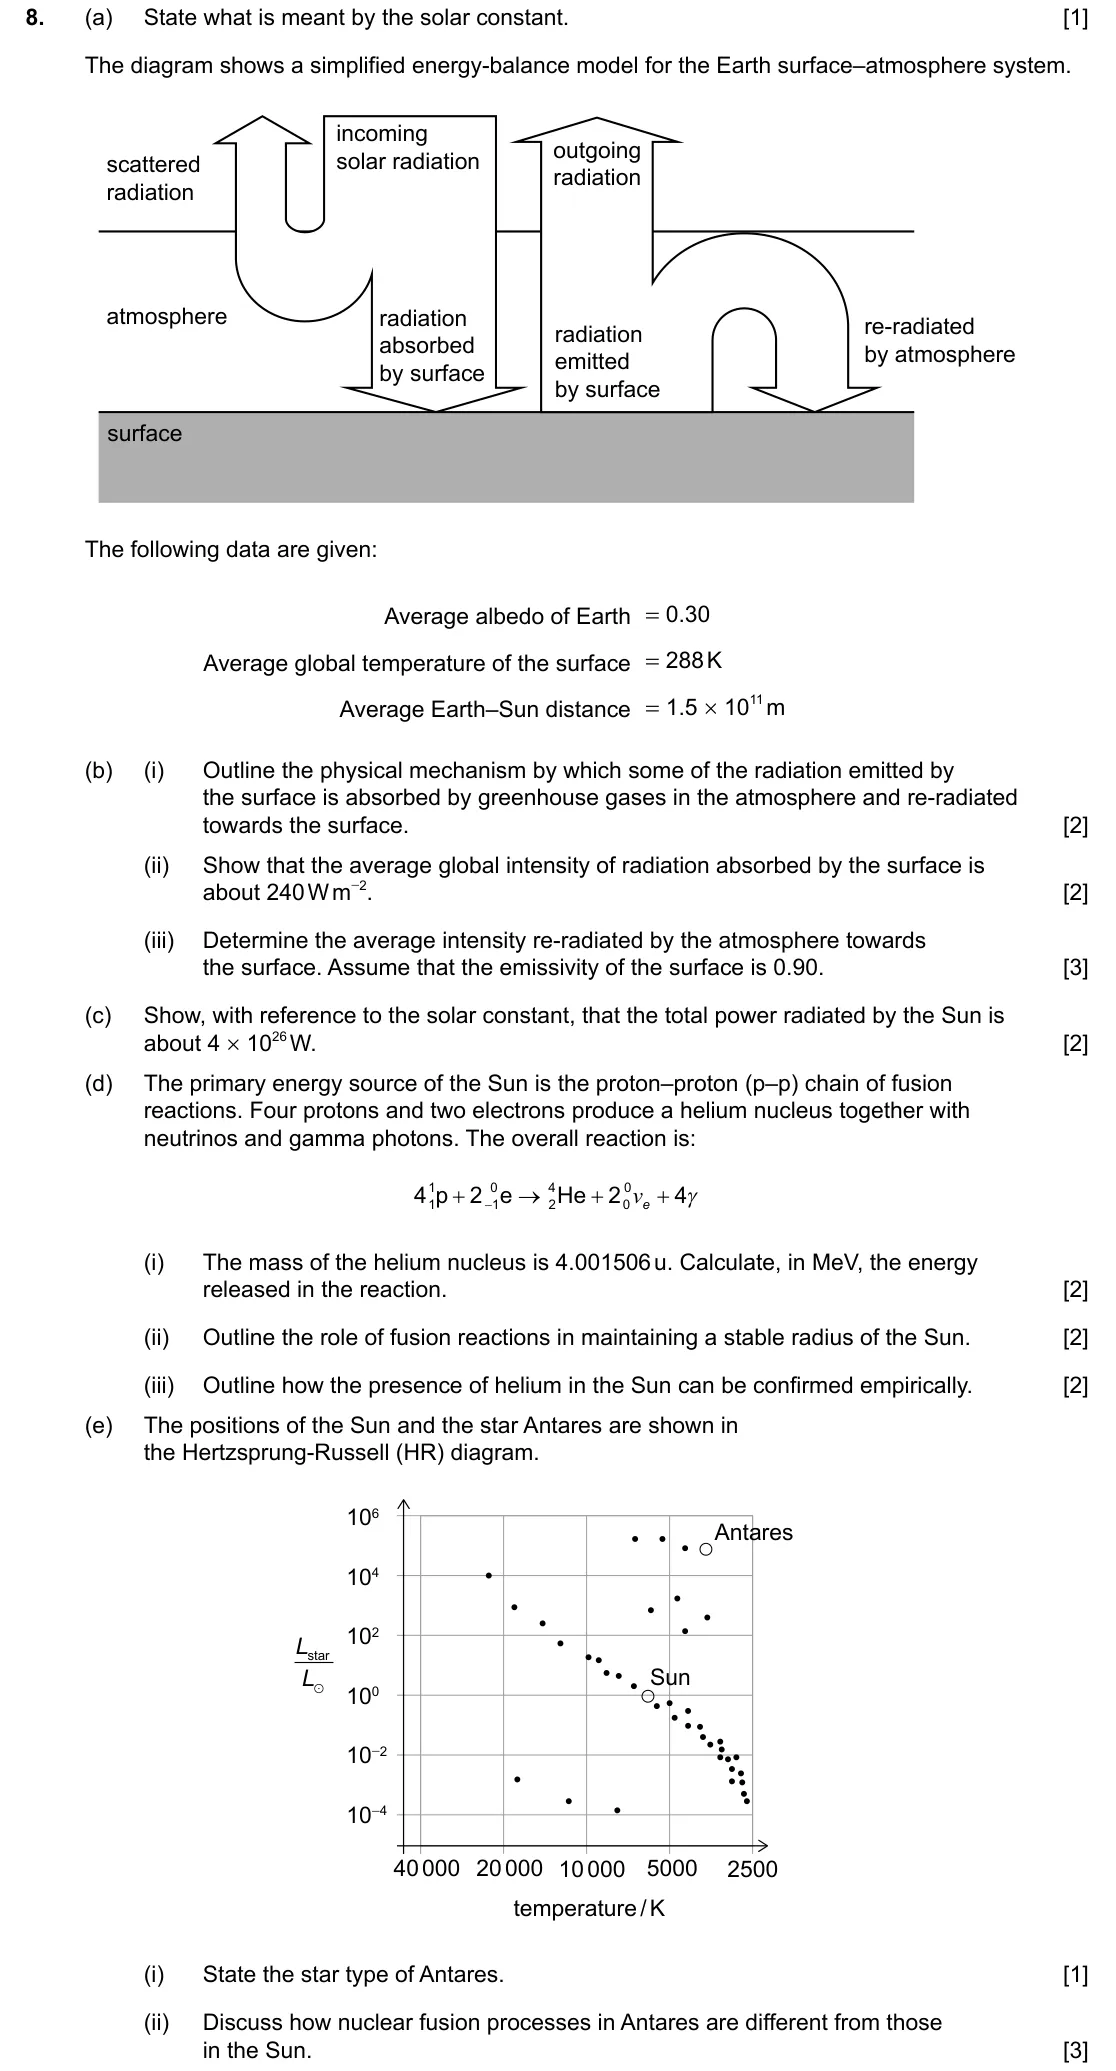 8. (a) State what is meant by the solar constant. [1]
The diagram shows a simplified energy-balance model for the Earth surface–atmosphere system.
incoming
solar radiation
scattered
radiation
outgoing
radiation
atmosphere
radiation
absorbed
by surface
radiation
emitted
by surface
re-radiated
by atmosphere
surface
The following data are given:
Average albedo of Earth = 0.30
Average global temperature of the surface = 288 K
Average Earth–Sun distance = 1.5 × 10¹¹ m
(b) (i) Outline the physical mechanism by which some of the radiation emitted by
the surface is absorbed by greenhouse gases in the atmosphere and re-radiated
towards the surface. [2]
(ii) Show that the average global intensity of radiation absorbed by the surface is
about 240 W m⁻². [2]
(iii) Determine the average intensity re-radiated by the atmosphere towards
the surface. Assume that the emissivity of the surface is 0.90. [3]
(c) Show, with reference to the solar constant, that the total power radiated by the Sun is
about 4 × 10²⁶ W. [2]
(d) The primary energy source of the Sun is the proton–proton (p–p) chain of fusion
reactions. Four protons and two electrons produce a helium nucleus together with
neutrinos and gamma photons. The overall reaction is:
4 ¹₁p + 2 ⁰₋₁e → ⁴₂He + 2 ⁰₀νₑ + 4γ
(i) The mass of the helium nucleus is 4.001506 u. Calculate, in MeV, the energy
released in the reaction. [2]
(ii) Outline the role of fusion reactions in maintaining a stable radius of the Sun. [2]
(iii) Outline how the presence of helium in the Sun can be confirmed empirically. [2]
(e) The positions of the Sun and the star Antares are shown in
the Hertzsprung-Russell (HR) diagram.
10⁶
Antares
10⁴
10²
L_star
L_☉
Sun
10⁰
10⁻²
10⁻⁴
40 000 20 000 10 000 5000 2500
temperature / K
(i) State the star type of Antares. [1]
(ii) Discuss how nuclear fusion processes in Antares are different from those
in the Sun. [3]